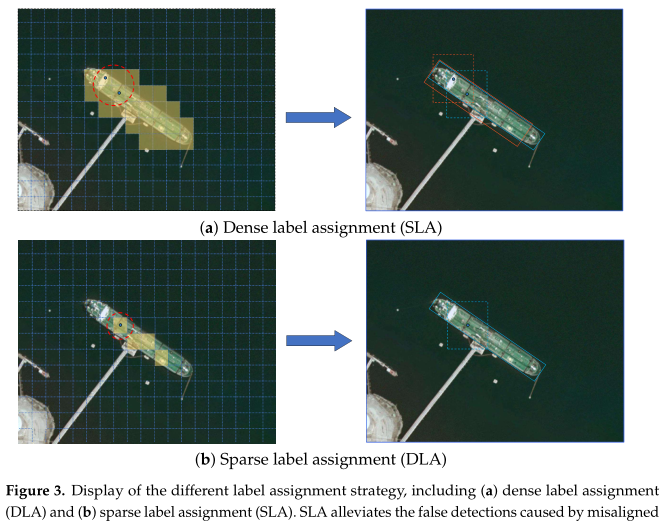 (a) Dense label assignment (SLA)
(b) Sparse label assignment (DLA)
Figure 3. Display of the different label assignment strategy, including (a) dense label assignment
(DLA) and (b) sparse label assignment (SLA). SLA alleviates the false detections caused by misaligned